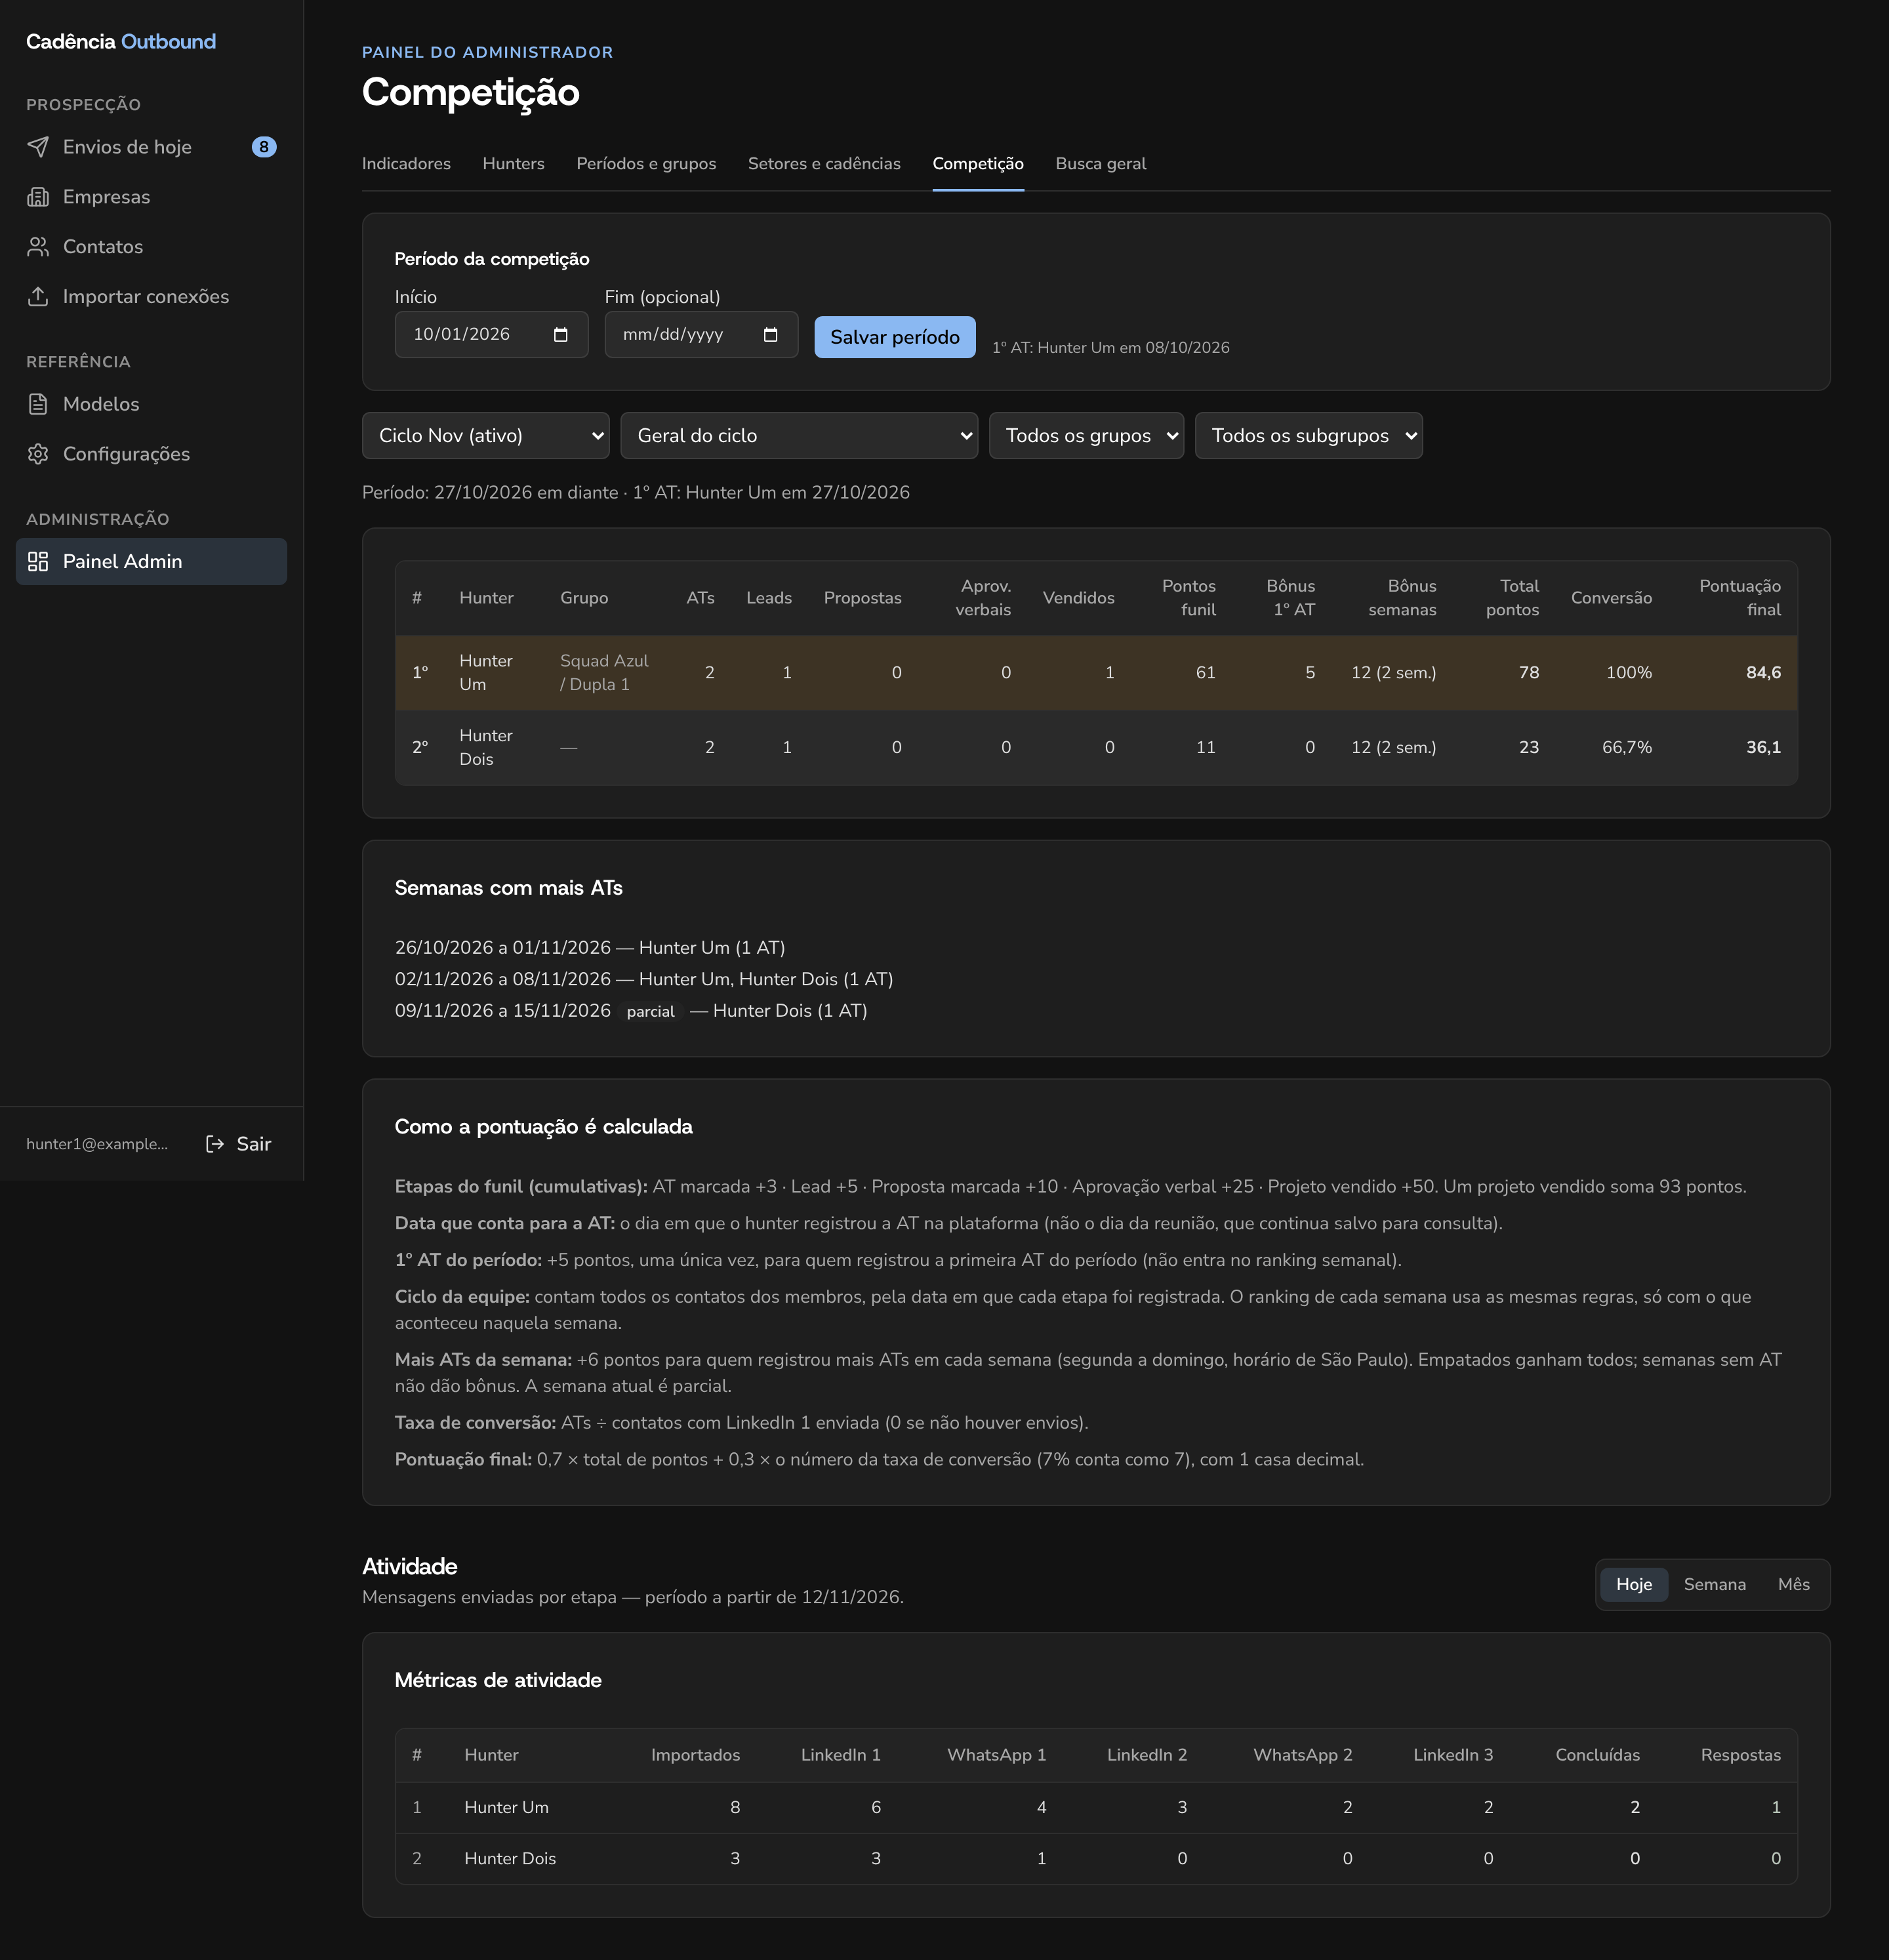 Cadência Outbound
PROSPECÇÃO
Envios de hoje 8
Empresas
Contatos
Importar conexões
REFERÊNCIA
Modelos
Configurações
ADMINISTRAÇÃO
Painel Admin
hunter1@example... Sair
PAINEL DO ADMINISTRADOR
Competição
Indicadores Hunters Períodos e grupos Setores e cadências Competição Busca geral
Período da competição
Início Fim (opcional)
10/01/2026 mm/dd/yyyy Salvar período 1º AT: Hunter Um em 08/10/2026
Ciclo Nov (ativo) Geral do ciclo Todos os grupos Todos os subgrupos
Período: 27/10/2026 em diante · 1º AT: Hunter Um em 27/10/2026
# Hunter Grupo ATs Leads Propostas Aprov. verbais Vendidos Pontos funil Bônus 1º AT Bônus semanas Total pontos Conversão Pontuação final
1º Hunter Um Squad Azul / Dupla 1 2 1 0 0 1 61 5 12 (2 sem.) 78 100% 84,6
2º Hunter Dois — 2 1 0 0 0 11 0 12 (2 sem.) 23 66,7% 36,1
Semanas com mais ATs
26/10/2026 a 01/11/2026 — Hunter Um (1 AT)
02/11/2026 a 08/11/2026 — Hunter Um, Hunter Dois (1 AT)
09/11/2026 a 15/11/2026 parcial — Hunter Dois (1 AT)
Como a pontuação é calculada
Etapas do funil (cumulativas): AT marcada +3 · Lead +5 · Proposta marcada +10 · Aprovação verbal +25 · Projeto vendido +50. Um projeto vendido soma 93 pontos.
Data que conta para a AT: o dia em que o hunter registrou a AT na plataforma (não o dia da reunião, que continua salvo para consulta).
1º AT do período: +5 pontos, uma única vez, para quem registrou a primeira AT do período (não entra no ranking semanal).
Ciclo da equipe: contam todos os contatos dos membros, pela data em que cada etapa foi registrada. O ranking de cada semana usa as mesmas regras, só com o que
aconteceu naquela semana.
Mais ATs da semana: +6 pontos para quem registrou mais ATs em cada semana (segunda a domingo, horário de São Paulo). Empatados ganham todos; semanas sem AT
não dão bônus. A semana atual é parcial.
Taxa de conversão: ATs ÷ contatos com LinkedIn 1 enviada (0 se não houver envios).
Pontuação final: 0,7 × total de pontos + 0,3 × o número da taxa de conversão (7% conta como 7), com 1 casa decimal.
Atividade
Mensagens enviadas por etapa — período a partir de 12/11/2026.
Hoje Semana Mês
Métricas de atividade
# Hunter Importados LinkedIn 1 WhatsApp 1 LinkedIn 2 WhatsApp 2 LinkedIn 3 Concluídas Respostas
1 Hunter Um 8 6 4 3 2 2 2 1
2 Hunter Dois 3 3 1 0 0 0 0 0